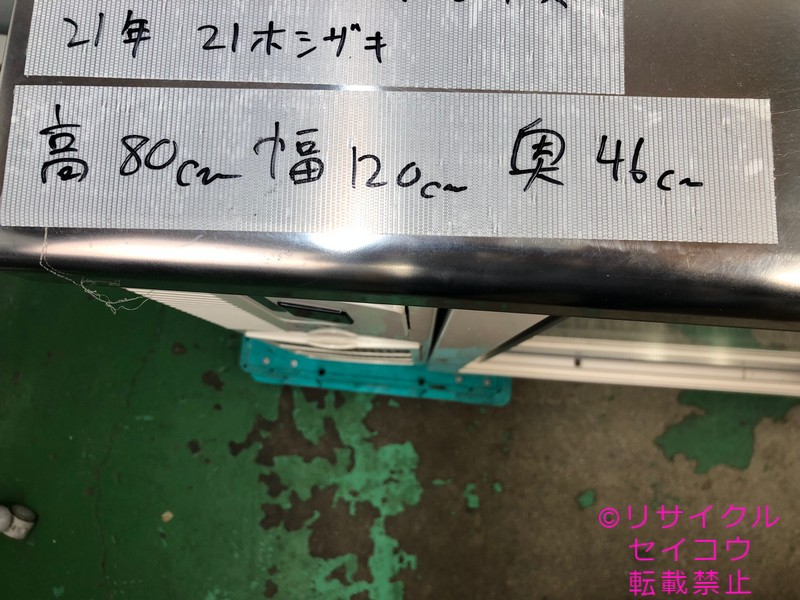 21年 21ホシザキ
高 80cm 幅 120cm 奥 46cm
©リサイクル
セイコウ
転載禁止